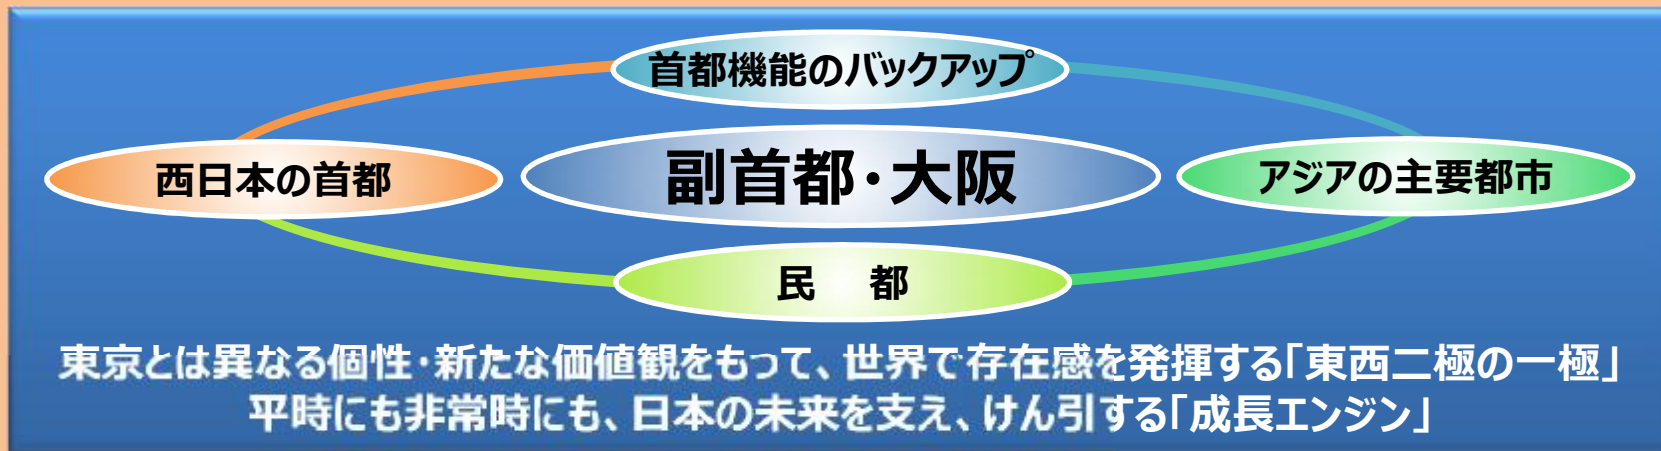 首都機能のバックアップ
西日本の首都
副首都・大阪
アジアの主要都市
民　都
東京とは異なる個性・新たな価値観をもって、世界で存在感を発揮する「東西二極の一極」
平時にも非常時にも、日本の未来を支え、けん引する「成長エンジン」